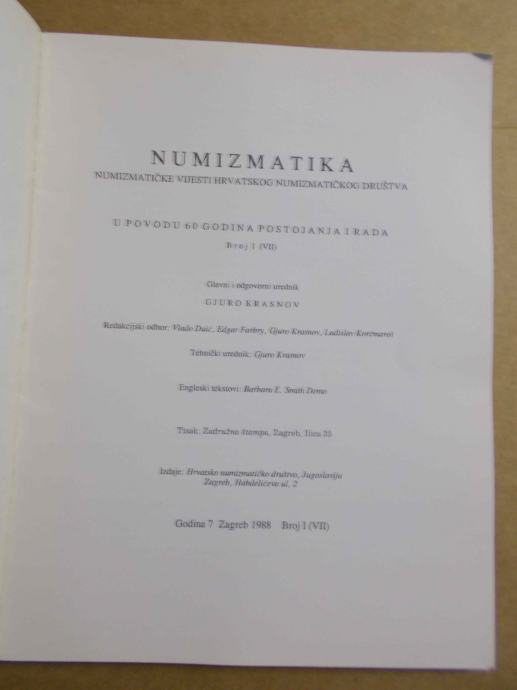 NUMIZMATIKA
NUMIZMATIČKE VIJESTI HRVATSKOG NUMIZMATIČKOG DRUŠTVA
U POVODU 60 GODINA POSTOJANJA I RADA
Broj 1 (VII)
Glavni i odgovorni urednik
GJURO KRASNOV
Redakcijski odbor: Vlado Duić, Edgar Fabry, Gjuro Krasnov, Ladislav Korčmaroš
Tehnički urednik: Gjuro Krasnov
Engleski tekstovi: Barbara E. Smith Demo
Tisak: Zadružna štampa, Zagreb, Ilica 35
Izdaje: Hrvatsko numizmatičko društvo, Jugoslavija
Zagreb, Habdelićeva ul. 2
Godina 7 Zagreb 1988 Broj 1 (VII)